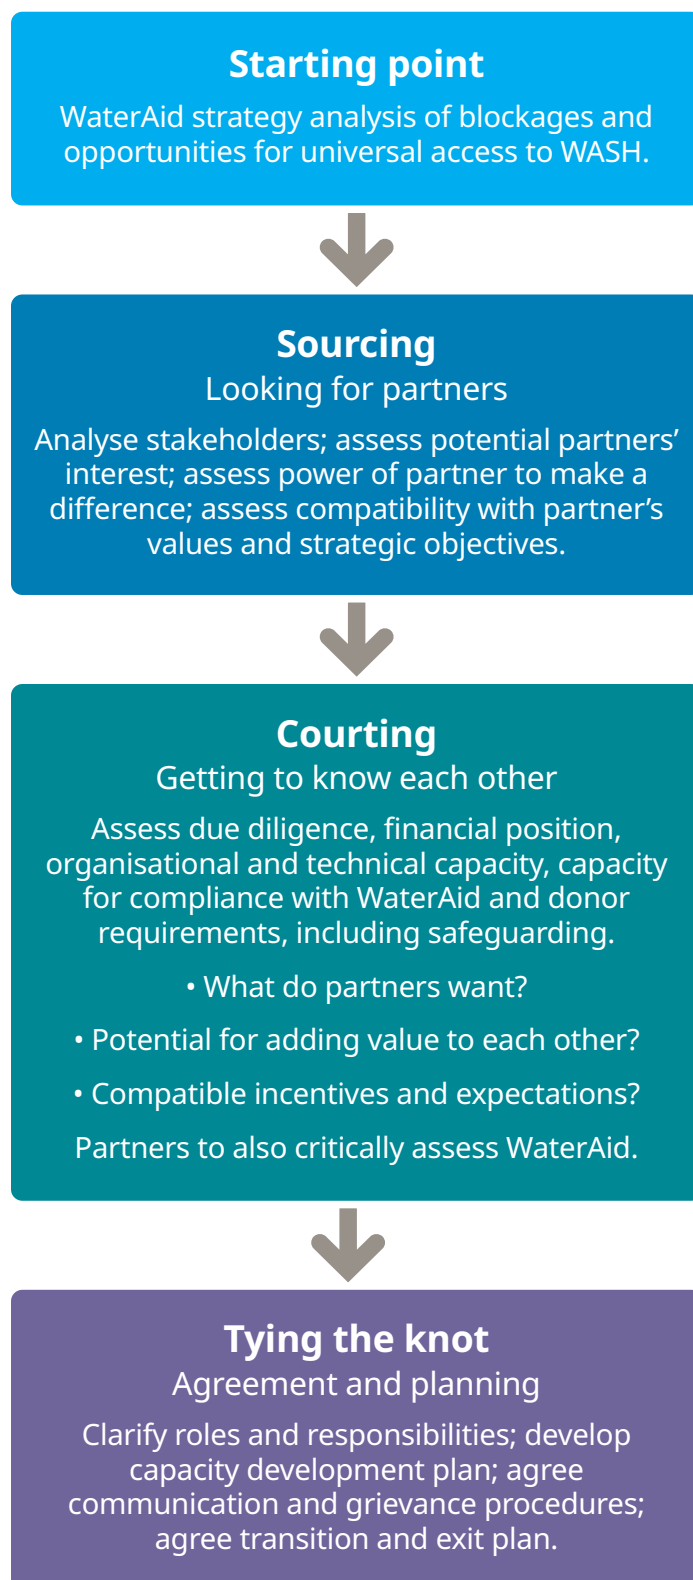 Starting point
WaterAid strategy analysis of blockages and
opportunities for universal access to WASH.
Sourcing
Looking for partners
Analyse stakeholders; assess potential partners’
interest; assess power of partner to make a
difference; assess compatibility with partner’s
values and strategic objectives.
Courting
Getting to know each other
Assess due diligence, financial position,
organisational and technical capacity, capacity
for compliance with WaterAid and donor
requirements, including safeguarding.
• What do partners want?
• Potential for adding value to each other?
• Compatible incentives and expectations?
Partners to also critically assess WaterAid.
Tying the knot
Agreement and planning
Clarify roles and responsibilities; develop
capacity development plan; agree
communication and grievance procedures;
agree transition and exit plan.